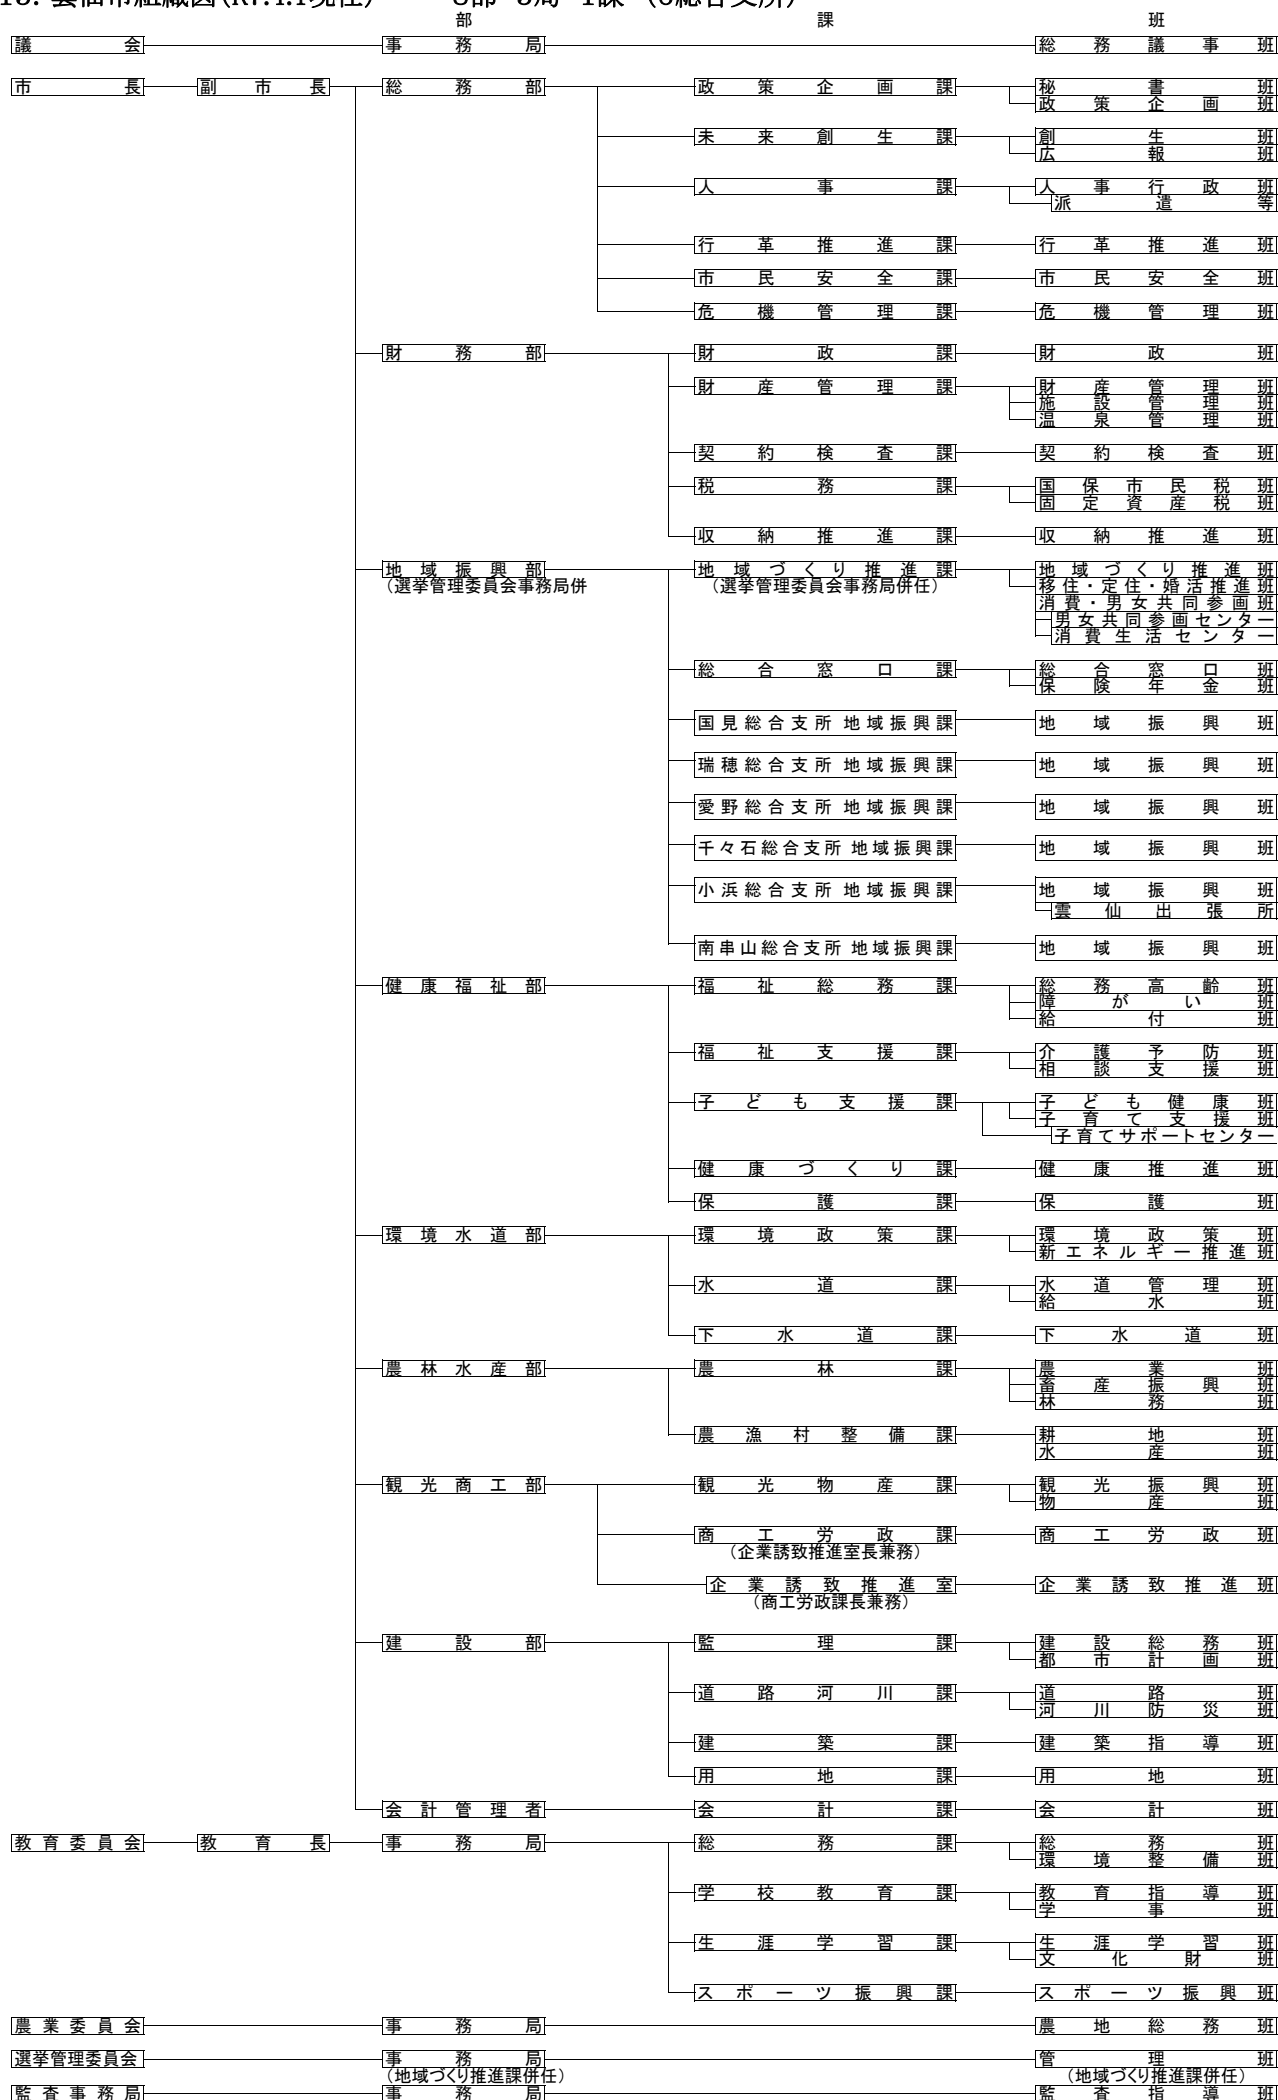 雲仙市組織図
部 課 班
議会 事務局 総務議事班
市長 副市長 総務部 政策企画課 秘書班
政策企画班
未来創生課 創生班
広報班
人事課 人事行政班
派遣等
行革推進課 行革推進班
市民安全課 市民安全班
危機管理課 危機管理班
財務部 財政課 財政班
財産管理課 財産管理班
施設管理班
温泉管理班
契約検査課 契約検査班
税務課 国保市民税班
固定資産税班
収納推進課 収納推進班
地域振興部 地域づくり推進課 地域づくり推進班
(選挙管理委員会事務局併 (選挙管理委員会事務局併任) 移住・定住・婚活推進班
消費・男女共同参画班
男女共同参画センター
消費生活センター
総合窓口課 総合窓口班
保険年金班
国見総合支所 地域振興課 地域振興班
瑞穂総合支所 地域振興課 地域振興班
愛野総合支所 地域振興課 地域振興班
千々石総合支所 地域振興課 地域振興班
小浜総合支所 地域振興課 地域振興班
雲仙出張所
南串山総合支所 地域振興課 地域振興班
健康福祉部 福祉総務課 総務高齢班
障がい班
給付班
福祉支援課 介護予防班
相談支援班
子ども支援課 子ども健康班
子育て支援班
子育てサポートセンター
健康づくり課 健康推進班
保護課 保護班
環境水道部 環境政策課 環境政策班
新エネルギー推進班
水道課 水道管理班
給水班
下水道課 下水道班
農林水産部 農林課 農業班
畜産振興班
林務班
農漁村整備課 耕地班
水産班
観光商工部 観光物産課 観光振興班
物産班
商工労政課 商工労政班
(企業誘致推進室長兼務)
企業誘致推進室 企業誘致推進班
(商工労政課長兼務)
建設部 監理課 建設総務班
都市計画班
道路河川課 道路班
河川防災班
建築課 建築指導班
用地課 用地班
会計管理者 会計課 会計班
教育委員会 教育長 事務局 総務課 総務班
環境整備班
学校教育課 教育指導班
学事班
生涯学習課 生涯学習班
文化財班
スポーツ振興課 スポーツ振興班
農業委員会 事務局 農地総務班
選挙管理委員会 事務局 管理班
(地域づくり推進課併任) (地域づくり推進課併任)
監査事務局 事務局 監査指導班